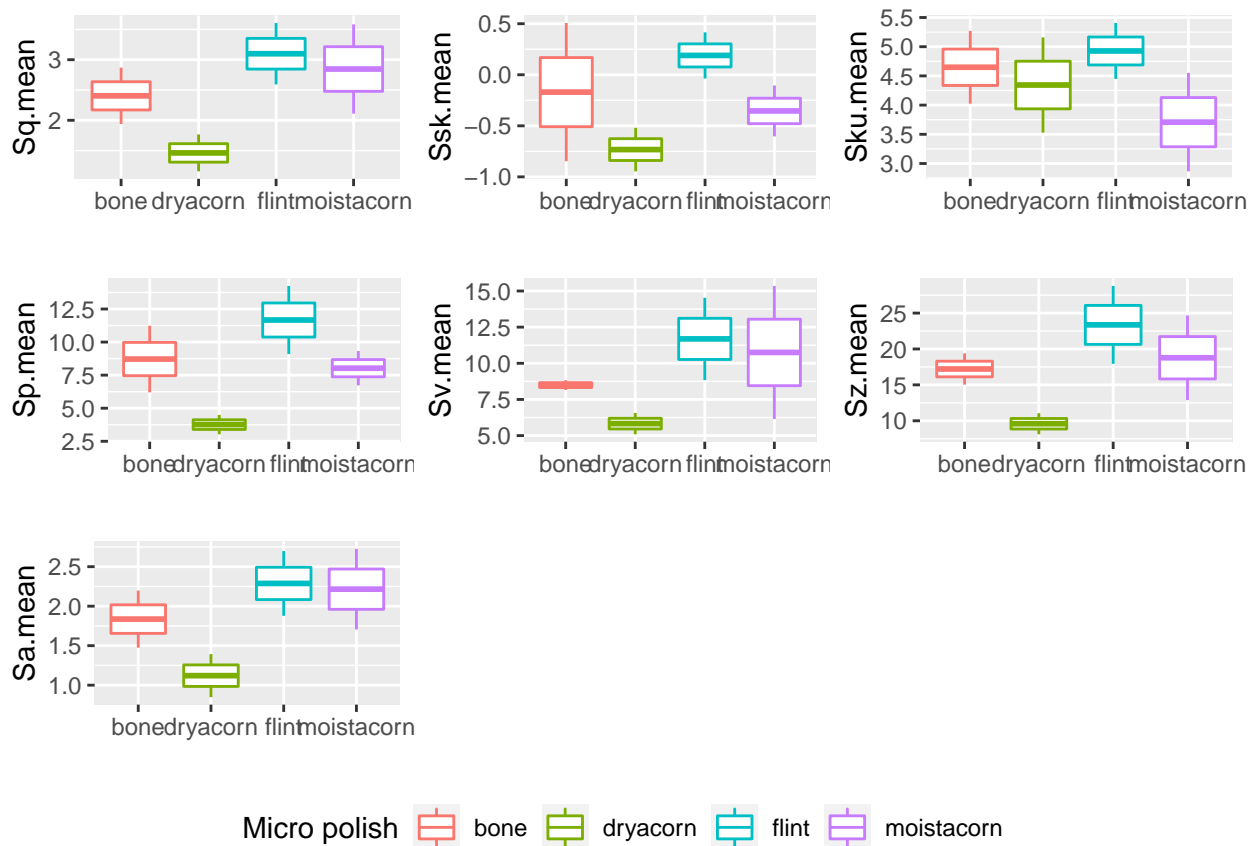 Sq.mean
3
2
bone dryacorn flint moistacorn
Ssk.mean
0.5
0.0
−0.5
−1.0
bone dryacorn flint moistacorn
Sku.mean
5.5
5.0
4.5
4.0
3.5
3.0
bone dryacorn flint moistacorn
Sp.mean
12.5
10.0
7.5
5.0
2.5
bone dryacorn flint moistacorn
Sv.mean
15.0
12.5
10.0
7.5
5.0
bone dryacorn flint moistacorn
Sz.mean
25
20
15
10
bone dryacorn flint moistacorn
Sa.mean
2.5
2.0
1.5
1.0
bone dryacorn flint moistacorn
Micro polish bone dryacorn flint moistacorn